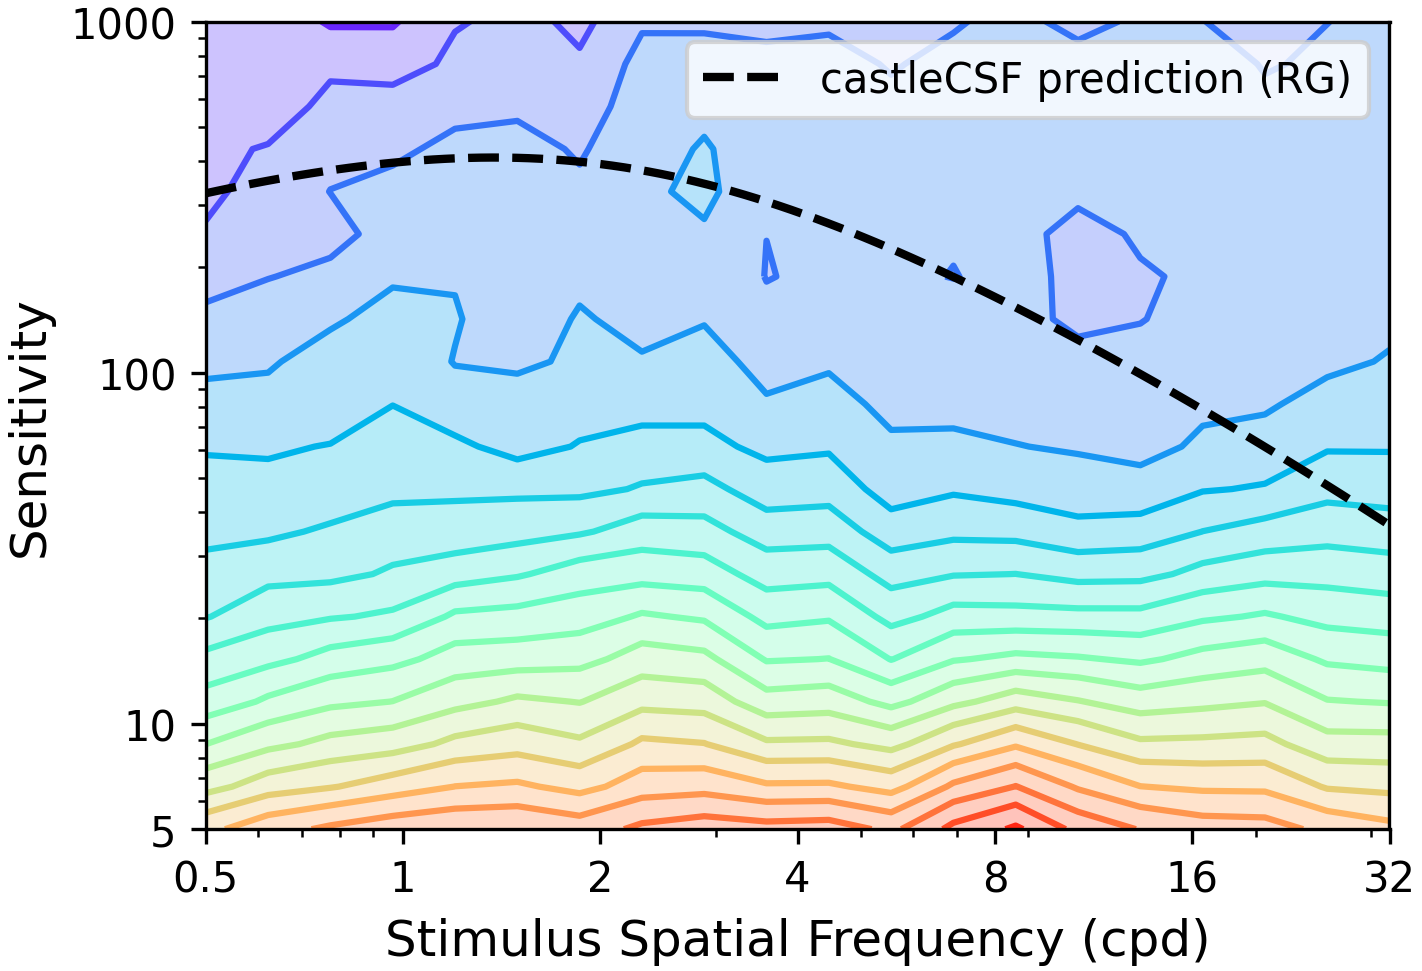 1000
100
10
5
Sensitivity
castleCSF prediction (RG)
0.5 1 2 4 8 16 32
Stimulus Spatial Frequency (cpd)